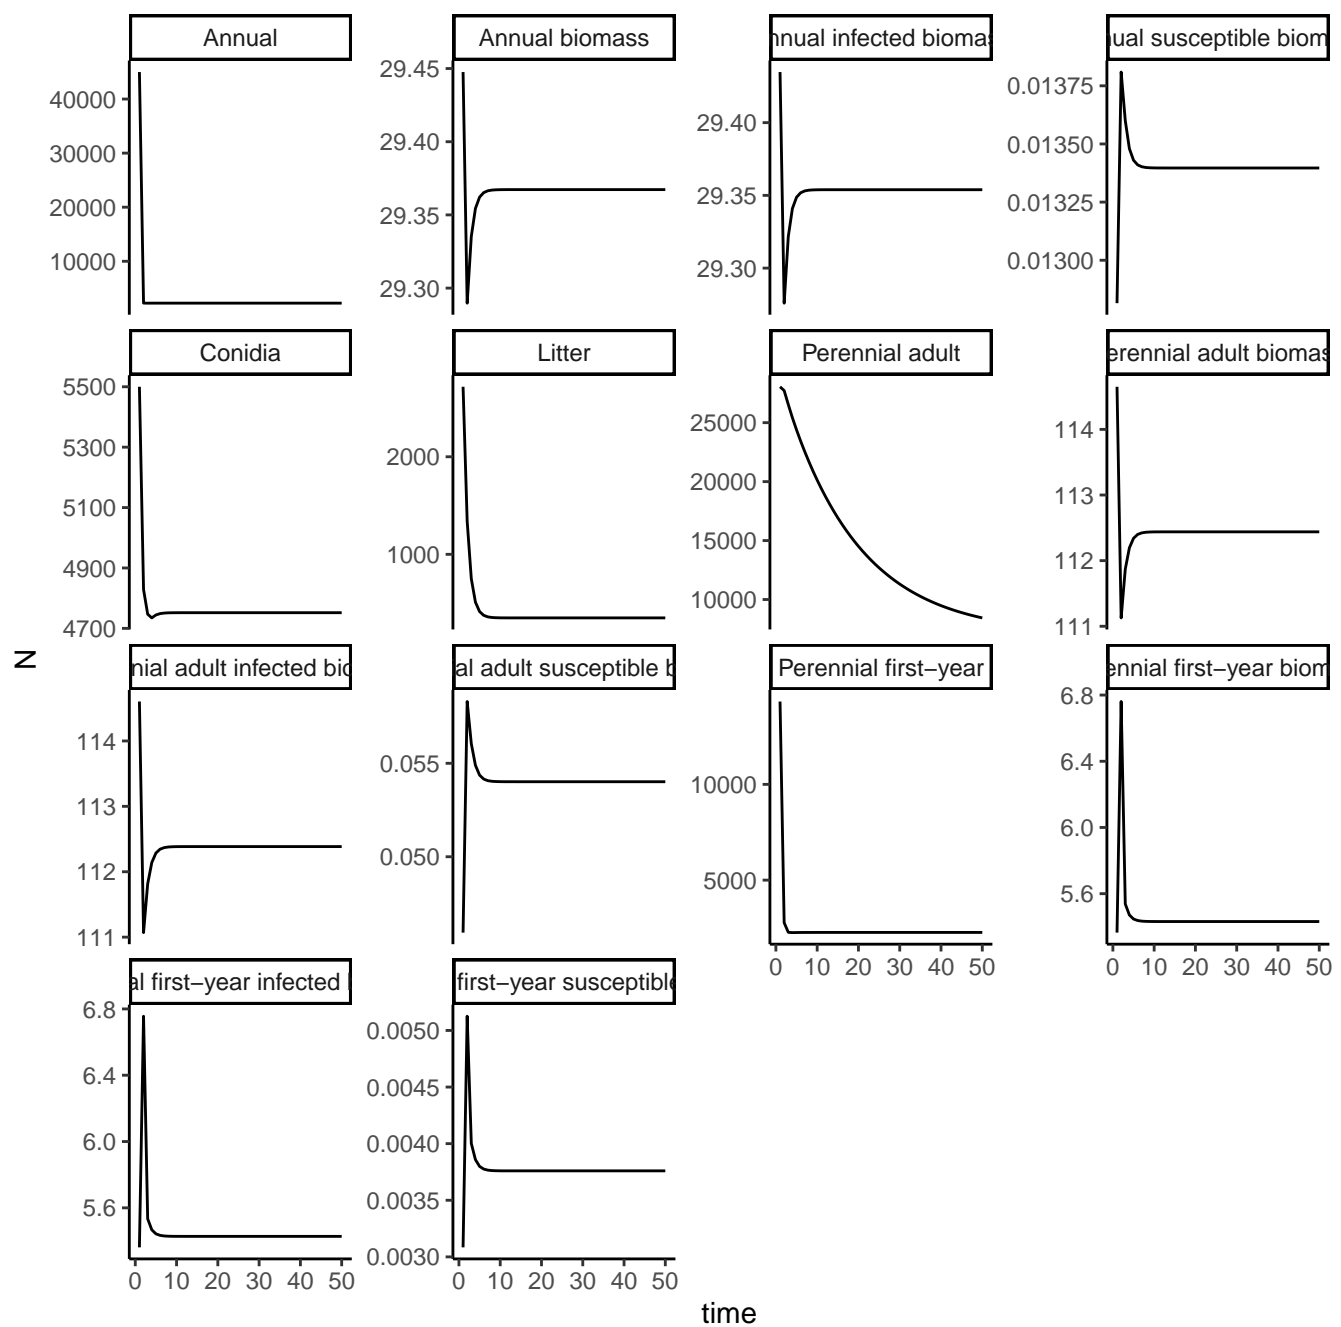 Annual
Annual biomass
nnual infected biomas
ual susceptible biom
40000
30000
20000
10000
29.45
29.40
29.35
29.30
29.40
29.35
29.30
0.01375
0.01350
0.01325
0.01300
Conidia
Litter
Perennial adult
erennial adult biomas
5500
5300
5100
4900
4700
2000
1000
25000
20000
15000
10000
114
113
112
111
N
nial adult infected bio
al adult susceptible b
Perennial first−year
ennial first−year biom
114
113
112
111
0.055
0.050
10000
5000
0 10 20 30 40 50
6.8
6.4
6.0
5.6
0 10 20 30 40 50
al first−year infected
first−year susceptible
6.8
6.4
6.0
5.6
0 10 20 30 40 50
0.0050
0.0045
0.0040
0.0035
0.0030
0 10 20 30 40 50
time